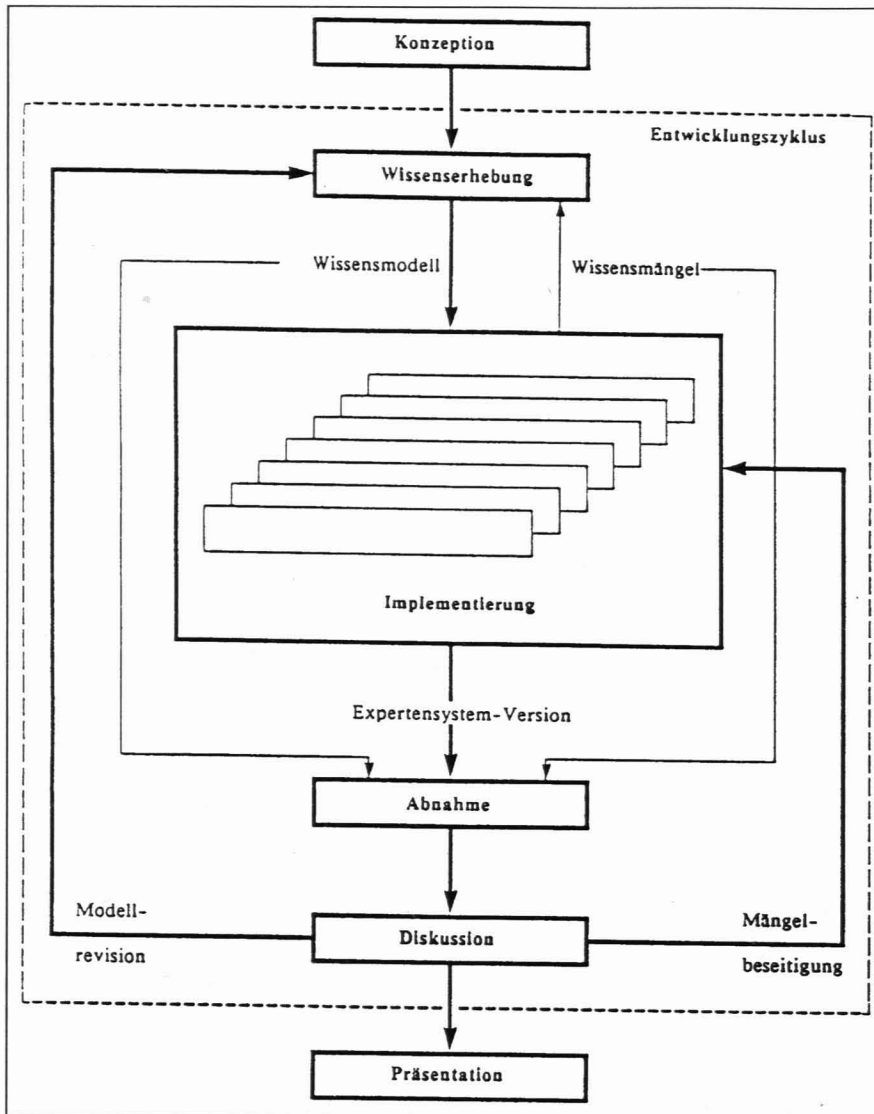 Konzeption
Entwicklungszyklus
Wissenserhebung
Wissensmodell
Wissensmängel
Implementierung
Expertensystem-Version
Abnahme
Modell-
revision
Diskussion
Mängel-
beseitigung
Präsentation